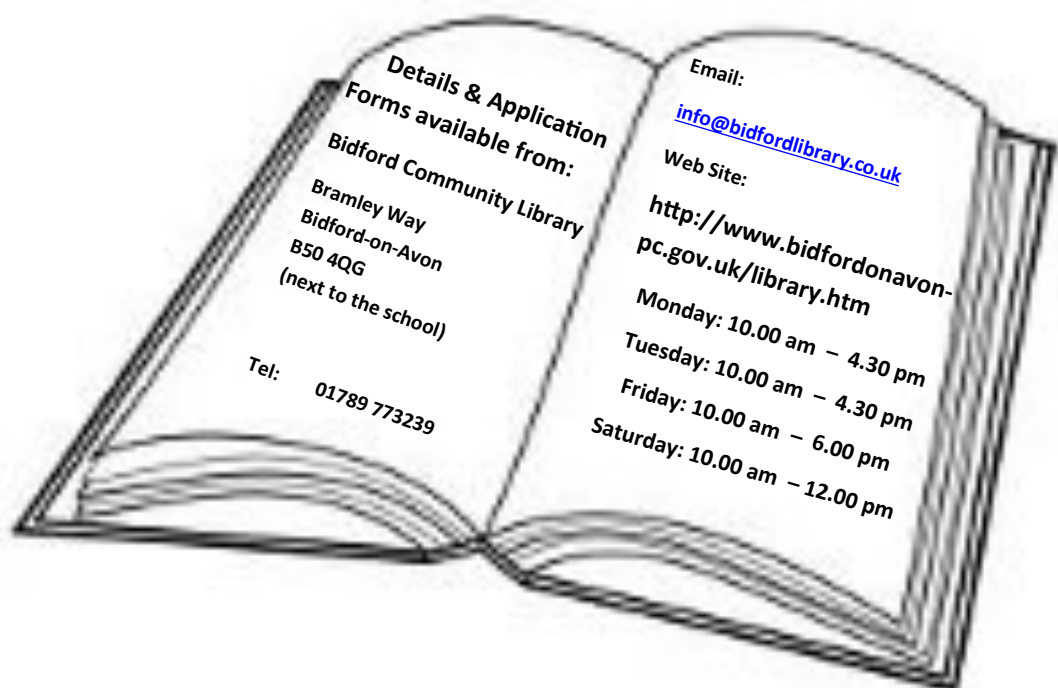 Details & Application
Forms available from:
Bidford Community Library
Bramley Way
Bidford-on-Avon
B50 4QG
(next to the school)
Tel: 01789 773239
Email:
info@bidfordlibrary.co.uk
Web Site:
http://www.bidfordonavon-
pc.gov.uk/library.htm
Monday: 10.00 am – 4.30 pm
Tuesday: 10.00 am – 4.30 pm
Friday: 10.00 am – 6.00 pm
Saturday: 10.00 am – 12.00 pm